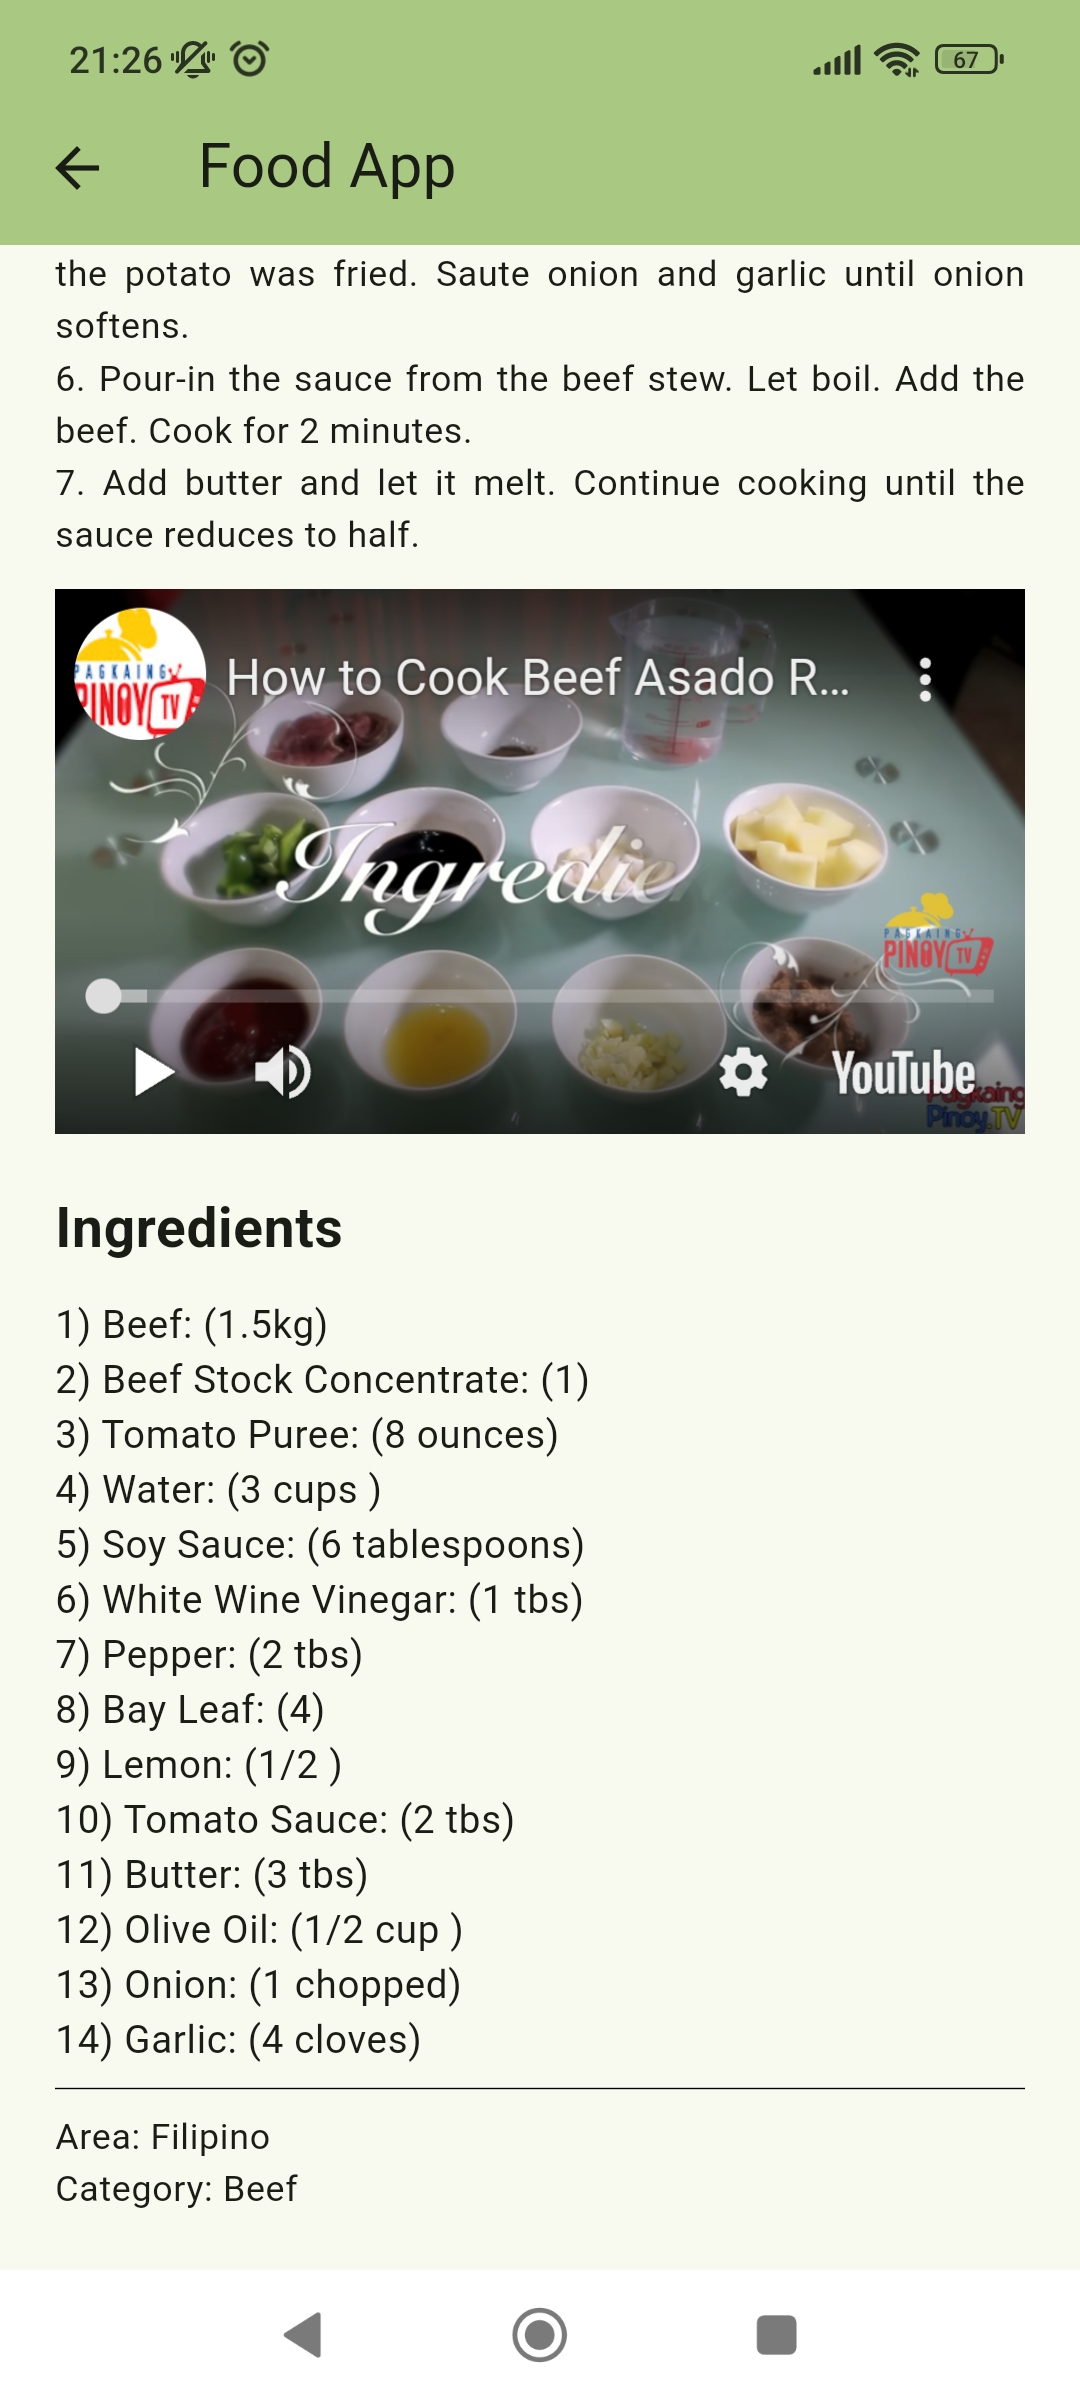 21:26
67
Food App
the potato was fried. Saute onion and garlic until onion
softens.
6. Pour-in the sauce from the beef stew. Let boil. Add the
beef. Cook for 2 minutes.
7. Add butter and let it melt. Continue cooking until the
sauce reduces to half.
PAGKAING
PINOY TV
How to Cook Beef Asado R...
Ingredie
PAGKAING
PINOY TV
YouTube
Pagkaing
Pinoy.TV
Ingredients
1) Beef: (1.5kg)
2) Beef Stock Concentrate: (1)
3) Tomato Puree: (8 ounces)
4) Water: (3 cups )
5) Soy Sauce: (6 tablespoons)
6) White Wine Vinegar: (1 tbs)
7) Pepper: (2 tbs)
8) Bay Leaf: (4)
9) Lemon: (1/2 )
10) Tomato Sauce: (2 tbs)
11) Butter: (3 tbs)
12) Olive Oil: (1/2 cup )
13) Onion: (1 chopped)
14) Garlic: (4 cloves)
Area: Filipino
Category: Beef